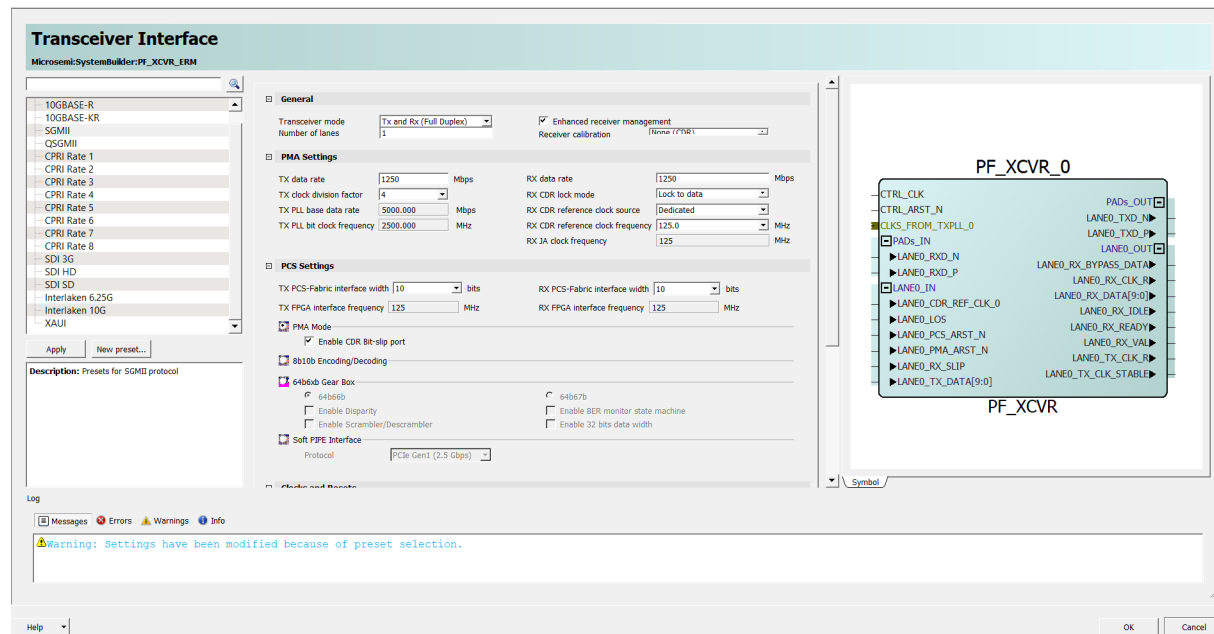 Transceiver Interface
Microsemi:SystemBuilder:PF_XCVR_ERM
10GBASE-R
10GBASE-KR
SGMII
QSGMII
CPRI Rate 1
CPRI Rate 2
CPRI Rate 3
CPRI Rate 4
CPRI Rate 5
CPRI Rate 6
CPRI Rate 7
CPRI Rate 8
SDI 3G
SDI HD
SDI SD
Interlaken 6.25G
Interlaken 10G
XAUI
Apply New preset...
Description: Presets for SGMII protocol
General
Transceiver mode Tx and Rx (Full Duplex) Enhanced receiver management
Number of lanes 1 Receiver calibration None (CDR)
PMA Settings
TX data rate 1250 Mbps RX data rate 1250 Mbps
TX clock division factor 4 RX CDR lock mode Lock to data
TX PLL base data rate 5000.000 Mbps RX CDR reference clock source Dedicated
TX PLL bit clock frequency 2500.000 MHz RX CDR reference clock frequency 125.0 MHz
RX JA clock frequency 125 MHz
PCS Settings
TX PCS-Fabric interface width 10 bits RX PCS-Fabric interface width 10 bits
TX FPGA interface frequency 125 MHz RX FPGA interface frequency 125 MHz
PMA Mode
Enable CDR Bit-slip port
8b10b Encoding/Decoding
64b6xb Gear Box
64b66b 64b67b
Enable Disparity Enable BER monitor state machine
Enable Scrambler/Descrambler Enable 32 bits data width
Soft PIPE Interface
Protocol PCIe Gen1 (2.5 Gbps)
Clocks and Resets
PF_XCVR_0
CTRL_CLK
CTRL_ARST_N
CLKS_FROM_TXPLL_0
PADs_IN
LANE0_RXD_N
LANE0_RXD_P
LANE0_IN
LANE0_CDR_REF_CLK_0
LANE0_LOS
LANE0_PCS_ARST_N
LANE0_PMA_ARST_N
LANE0_RX_SLIP
LANE0_TX_DATA[9:0]
PADs_OUT
LANE0_TXD_N
LANE0_TXD_P
LANE0_OUT
LANE0_RX_BYPASS_DATA
LANE0_RX_CLK_R
LANE0_RX_DATA[9:0]
LANE0_RX_IDLE
LANE0_RX_READY
LANE0_RX_VAL
LANE0_TX_CLK_R
LANE0_TX_CLK_STABLE
PF_XCVR
Symbol
Log
Messages Errors Warnings Info
Warning: Settings have been modified because of preset selection.
Help OK Cancel